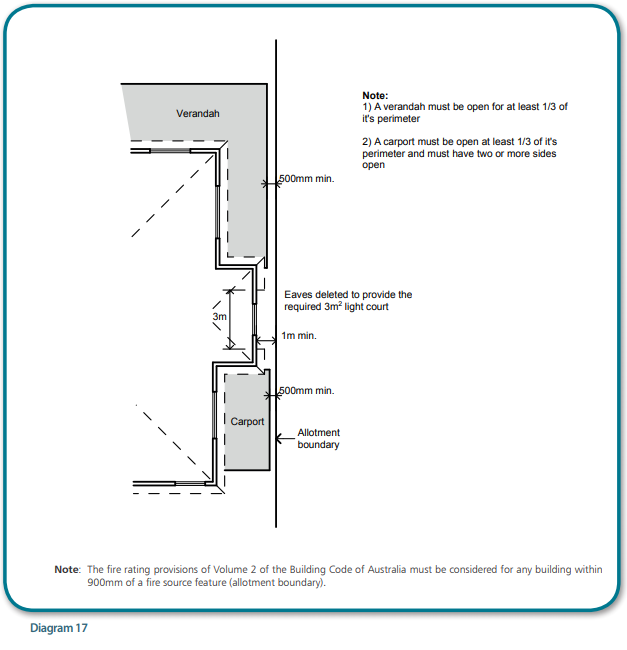 Verandah
Note:
1) A verandah must be open for at least 1/3 of
it's perimeter
2) A carport must be open at least 1/3 of it's
perimeter and must have two or more sides
open
500mm min.
Eaves deleted to provide the
required 3m² light court
3m
1m min.
500mm min.
Carport
Allotment
boundary
Note: The fire rating provisions of Volume 2 of the Building Code of Australia must be considered for any building within
900mm of a fire source feature (allotment boundary).
Diagram 17